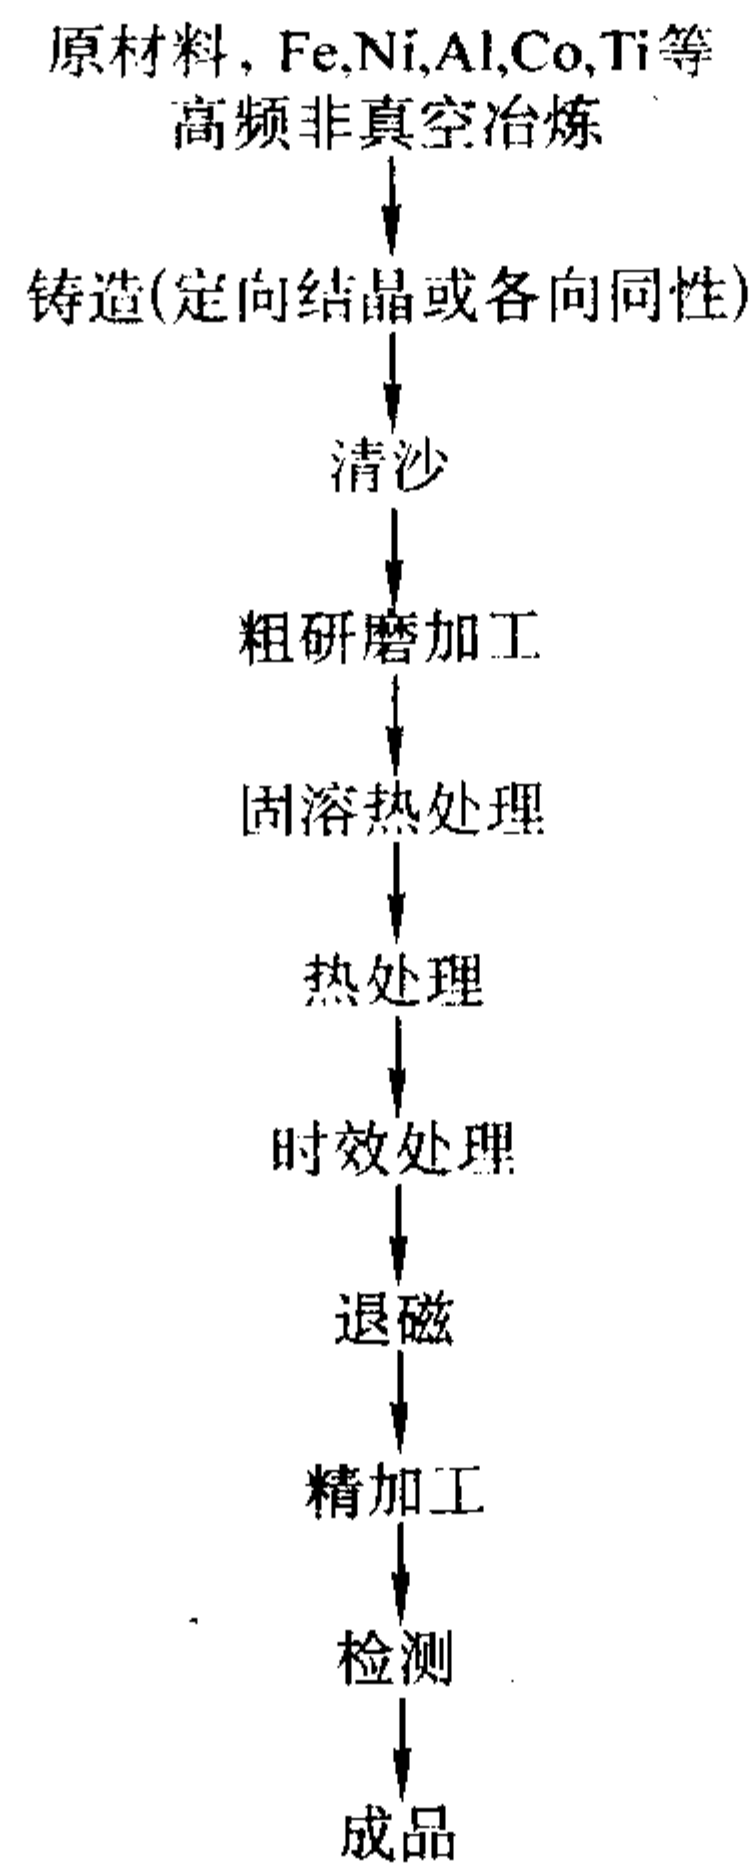 原材料, Fe,Ni,Al,Co,Ti等
高频非真空冶炼
铸造(定向结晶或各向同性)
清沙
粗研磨加工
固溶热处理
热处理
时效处理
退磁
精加工
检测
成品